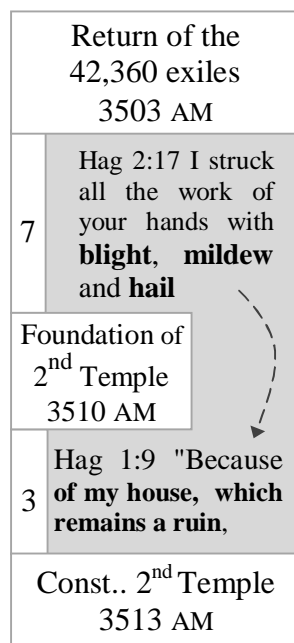 Return of the
42,360 exiles
3503 AM
7
Hag 2:17 I struck
all the work of
your hands with
blight, mildew
and hail
Foundation of
2nd Temple
3510 AM
3
Hag 1:9 "Because
of my house, which
remains a ruin,
Const.. 2nd Temple
3513 AM